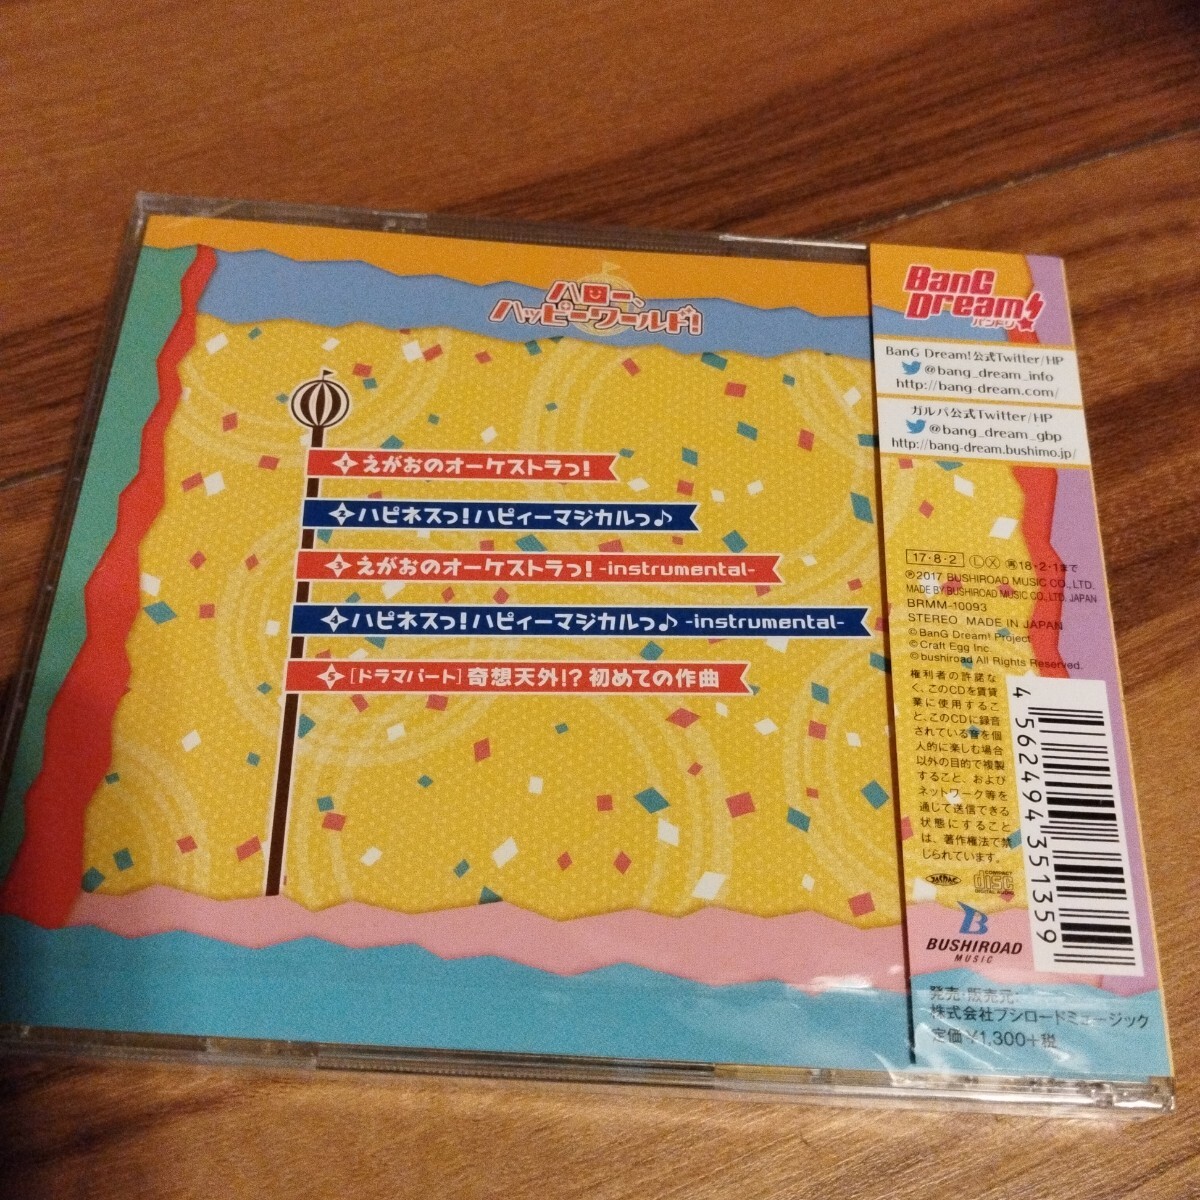 ハロー、
ハッピーワールド!
1 えがおのオーケストラっ!
2 ハピネスっ!ハピィーマジカルっ♪
3 えがおのオーケストラっ! -instrumental-
4 ハピネスっ!ハピィーマジカルっ♪ -instrumental-
5 [ドラマパート] 奇想天外!? 初めての作曲
BanG
Dream!
バンドリ
BanG Dream!公式Twitter/HP
@bang_dream_info
http://bang-dream.com/
ガルパ公式Twitter/HP
@bang_dream_gbp
http://bang-dream.bushimo.jp/
17・8・2 Ⓛ Ⓧ 再18・2・1まで
℗2017 BUSHIROAD MUSIC CO., LTD.
MADE BY BUSHIROAD MUSIC CO., LTD. JAPAN
BRMM-10093
STEREO MADE IN JAPAN
©BanG Dream! Project
©Craft Egg Inc.
©bushiroad All Rights Reserved.
権利者の許諾な
く、このCDを賃貸
業に使用するこ
と、このCDに録音
されている音を個
人的に楽しむ場合
以外の目的で複製
すること、および
ネットワーク等を
通じて送信できる
状態にすること
は、著作権法で禁
じられています。
4562494351359
COMPACT
disc
DIGITAL AUDIO
BUSHIROAD
MUSIC
発売・販売元:
株式会社ブシロードミュージック
定価¥1,300+税